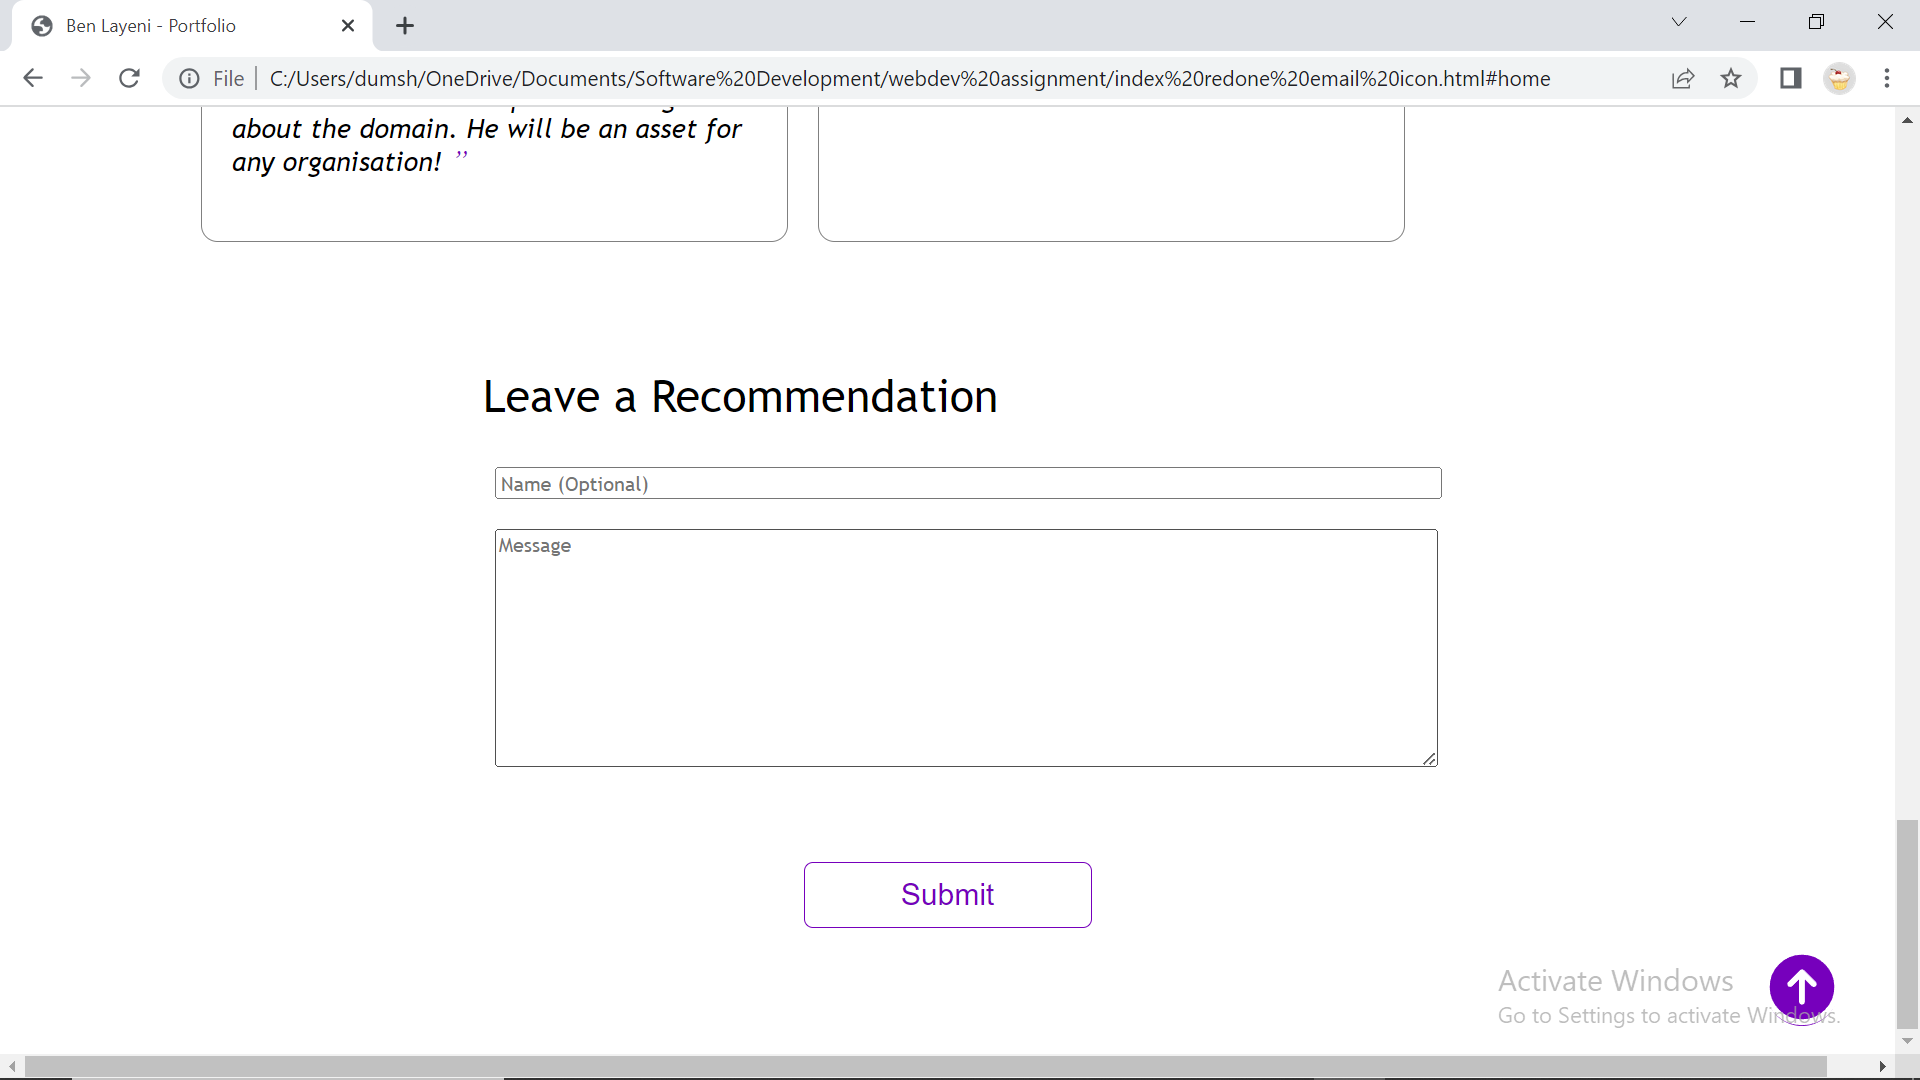 Ben Layeni - Portfolio
File C:/Users/dumsh/OneDrive/Documents/Software%20Development/webdev%20assignment/index%20redone%20email%20icon.html#home
about the domain. He will be an asset for
any organisation! ”
Leave a Recommendation
Name (Optional)
Message
Submit
Activate Windows
Go to Settings to activate Windows.